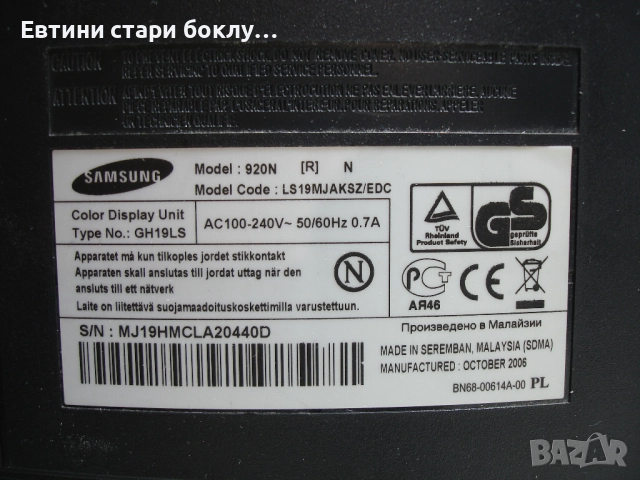 Евтини стари боклу...
CAUTION
ATTENTION
SAMSUNG
Model : 920N [R] N
Model Code : LS19MJAKSZ/EDC
Color Display Unit
Type No.: GH19LS
AC100-240V~ 50/60Hz 0.7A
TÜV
Rheinland
Product Safety
GS
geprüfte
Sicherheit
Apparatet må kun tilkoples jordet stikkontakt
Apparaten skall anslutas till jordat uttag när den
ansluts till ett nätverk
Laite on liitettävä suojamaadoituskoskettimilla varustettuun.
N
CE
АЯ46
S/N : MJ19HMCLA20440D
Произведено в Малайзии
MADE IN SEREMBAN, MALAYSIA (SDMA)
MANUFACTURED : OCTOBER 2006
BN68-00614A-00 PL
BAZAR